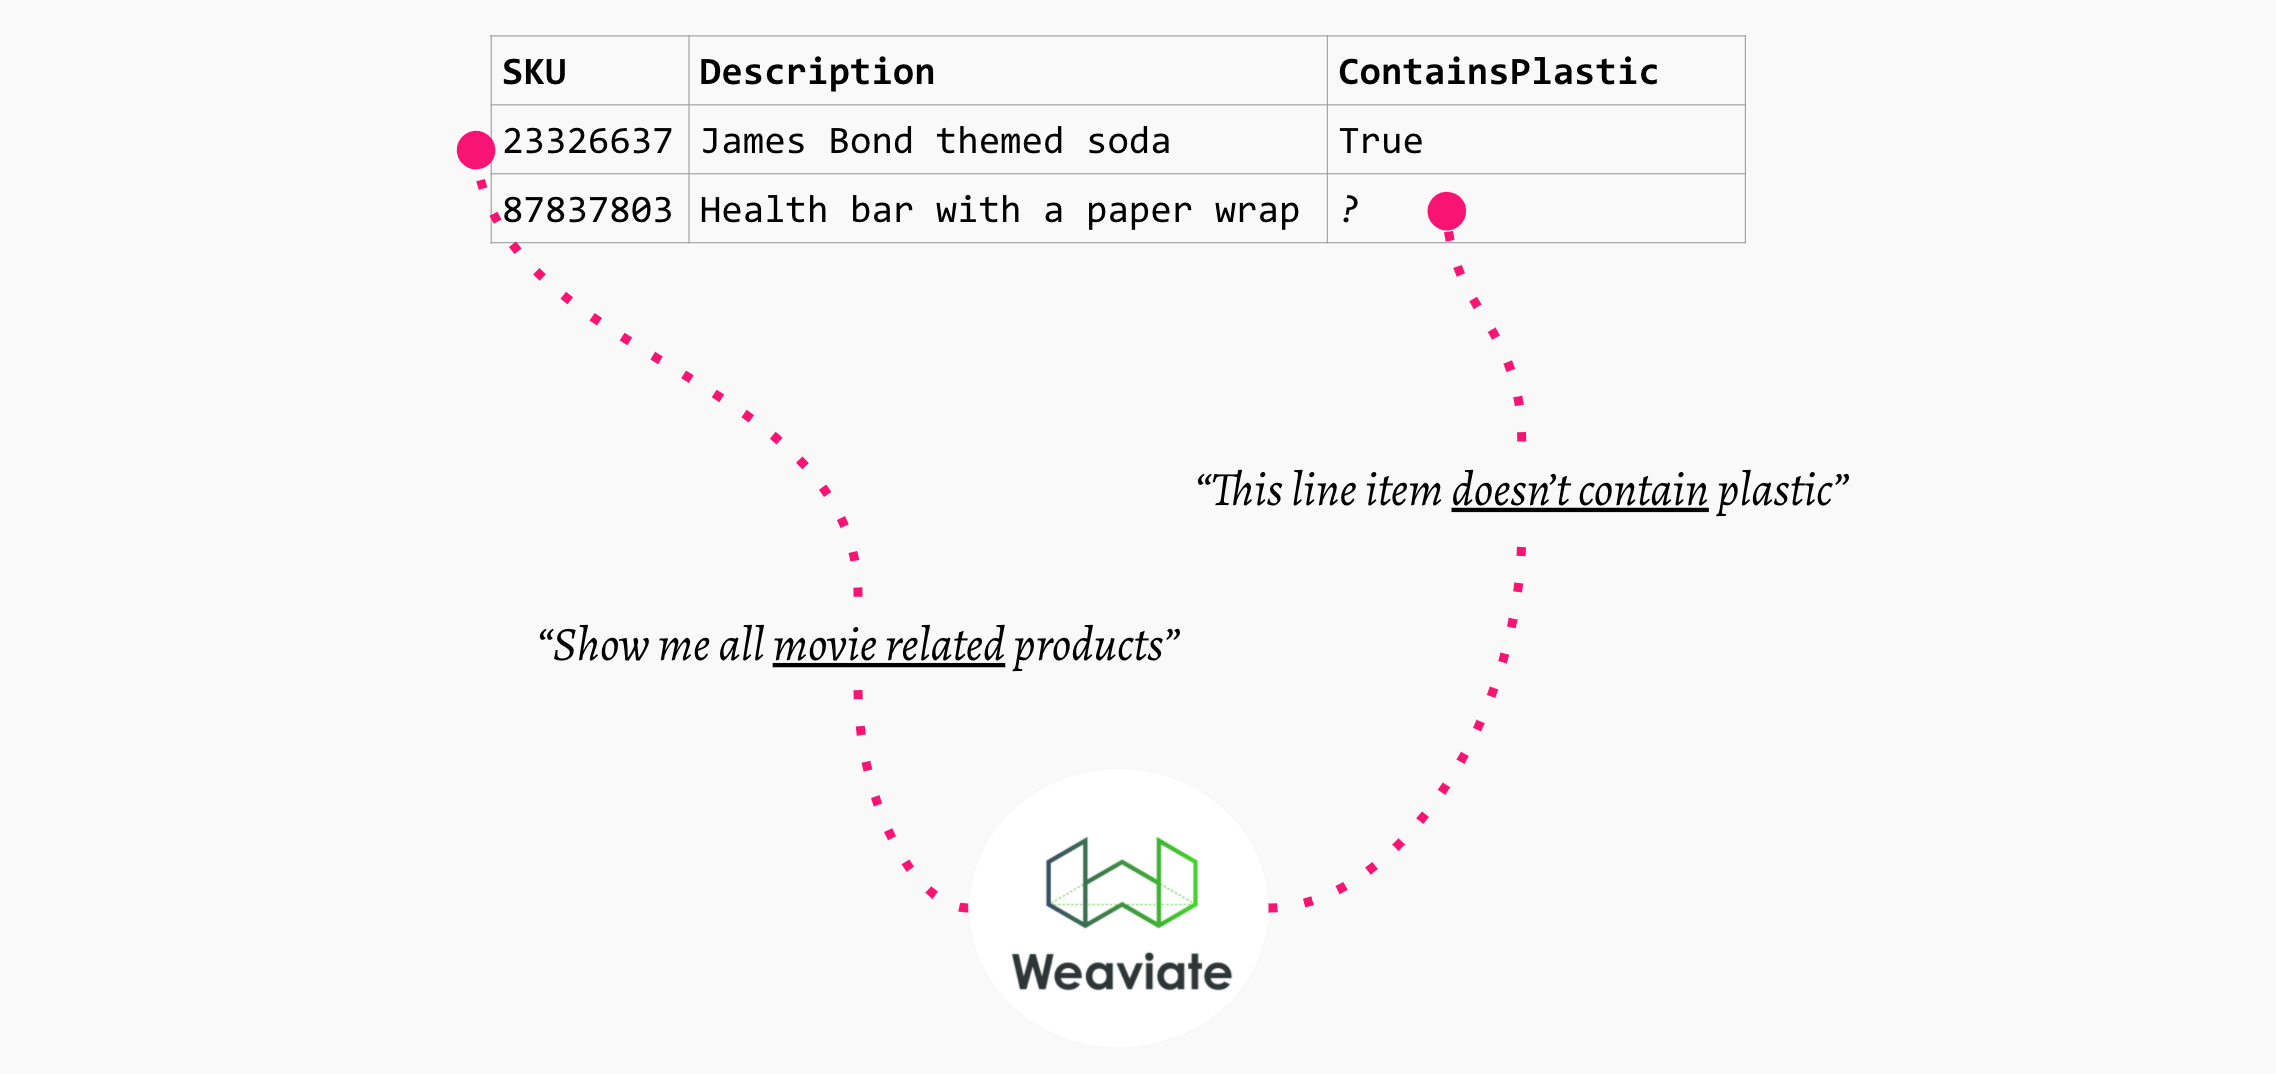 SKU Description ContainsPlastic
23326637 James Bond themed soda True
87837803 Health bar with a paper wrap ?
“This line item doesn’t contain plastic”
“Show me all movie related products”
Weaviate